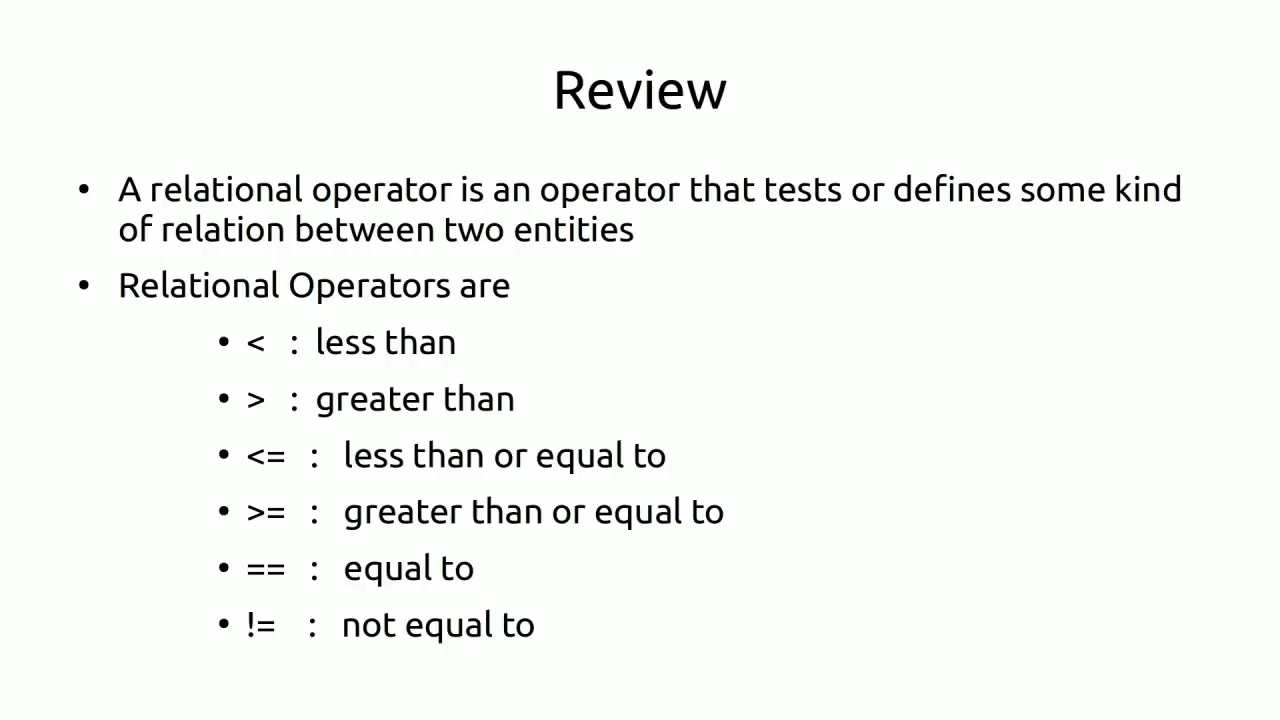 Review
• A relational operator is an operator that tests or defines some kind
of relation between two entities
• Relational Operators are
• < : less than
• > : greater than
• <= : less than or equal to
• >= : greater than or equal to
• == : equal to
• != : not equal to